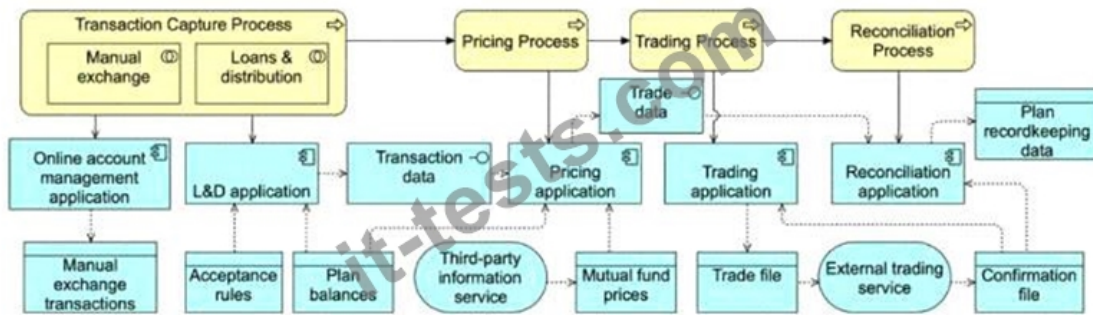 Transaction Capture Process
Manual
exchange
Loans &
distribution
Pricing Process
Trading Process
Reconciliation
Process
Trade
data
Plan
recordkeeping
data
Online account
management
application
L&D application
Transaction
data
Pricing
application
Trading
application
Reconciliation
application
Manual
exchange
transactions
Acceptance
rules
Plan
balances
Third-party
information
service
Mutual fund
prices
Trade file
External trading
service
Confirmation
file
it-tests.com